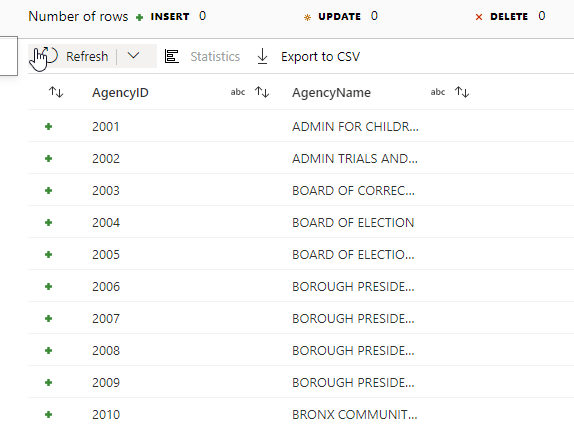 Number of rows + INSERT 0 UPDATE 0 DELETE 0
Refresh Statistics Export to CSV
AgencyID abc AgencyName abc
2001 ADMIN FOR CHILDR...
2002 ADMIN TRIALS AND...
2003 BOARD OF CORREC...
2004 BOARD OF ELECTION
2005 BOARD OF ELECTIO...
2006 BOROUGH PRESIDE...
2007 BOROUGH PRESIDE...
2008 BOROUGH PRESIDE...
2009 BOROUGH PRESIDE...
2010 BRONX COMMUNIT...